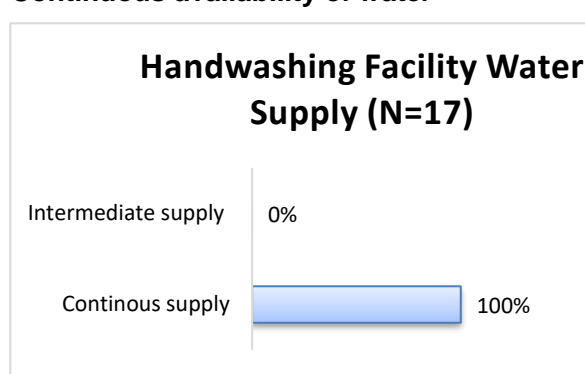 Continuous availability of water
Handwashing Facility Water
Supply (N=17)
Intermediate supply 0%
Continous supply 100%